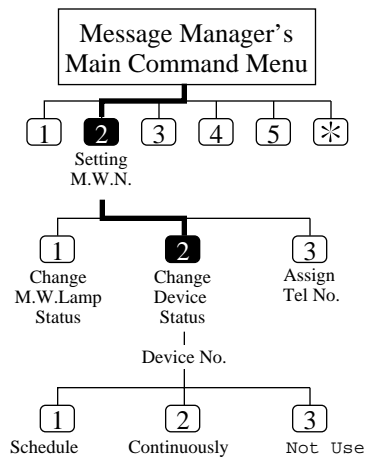 Message Manager's
Main Command Menu
1 2 3 4 5 *
Setting
M.W.N.
1 2 3
Change Change Assign
M.W.Lamp Device Tel No.
Status Status
Device No.
1 2 3
Schedule Continuously Not Use